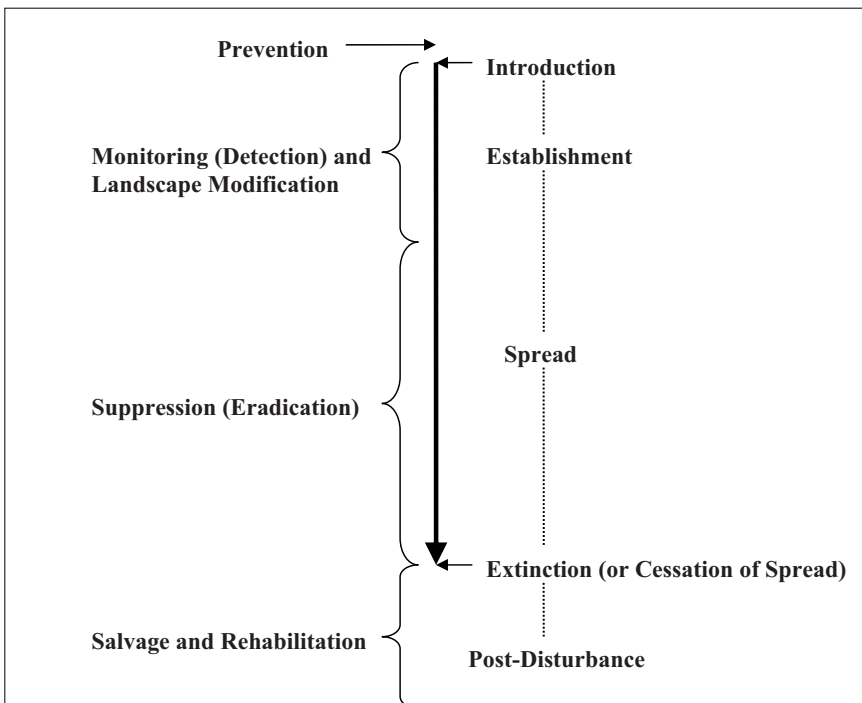 Prevention
Introduction
Monitoring (Detection) and
Landscape Modification
Establishment
Spread
Suppression (Eradication)
Extinction (or Cessation of Spread)
Salvage and Rehabilitation
Post-Disturbance